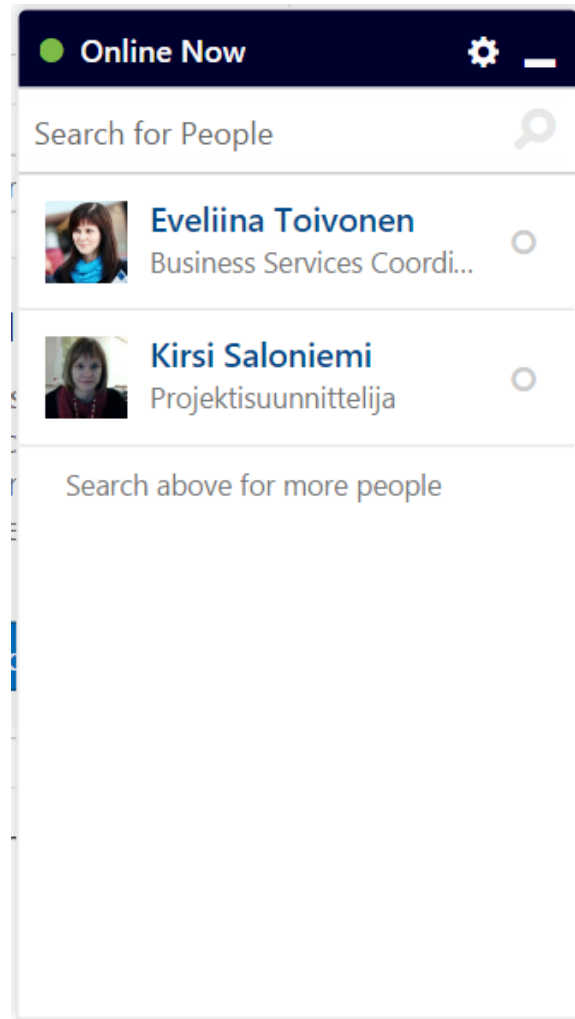 Online Now
Search for People
Eveliina Toivonen
Business Services Coordi...
Kirsi Saloniemi
Projektisuunnittelija
Search above for more people